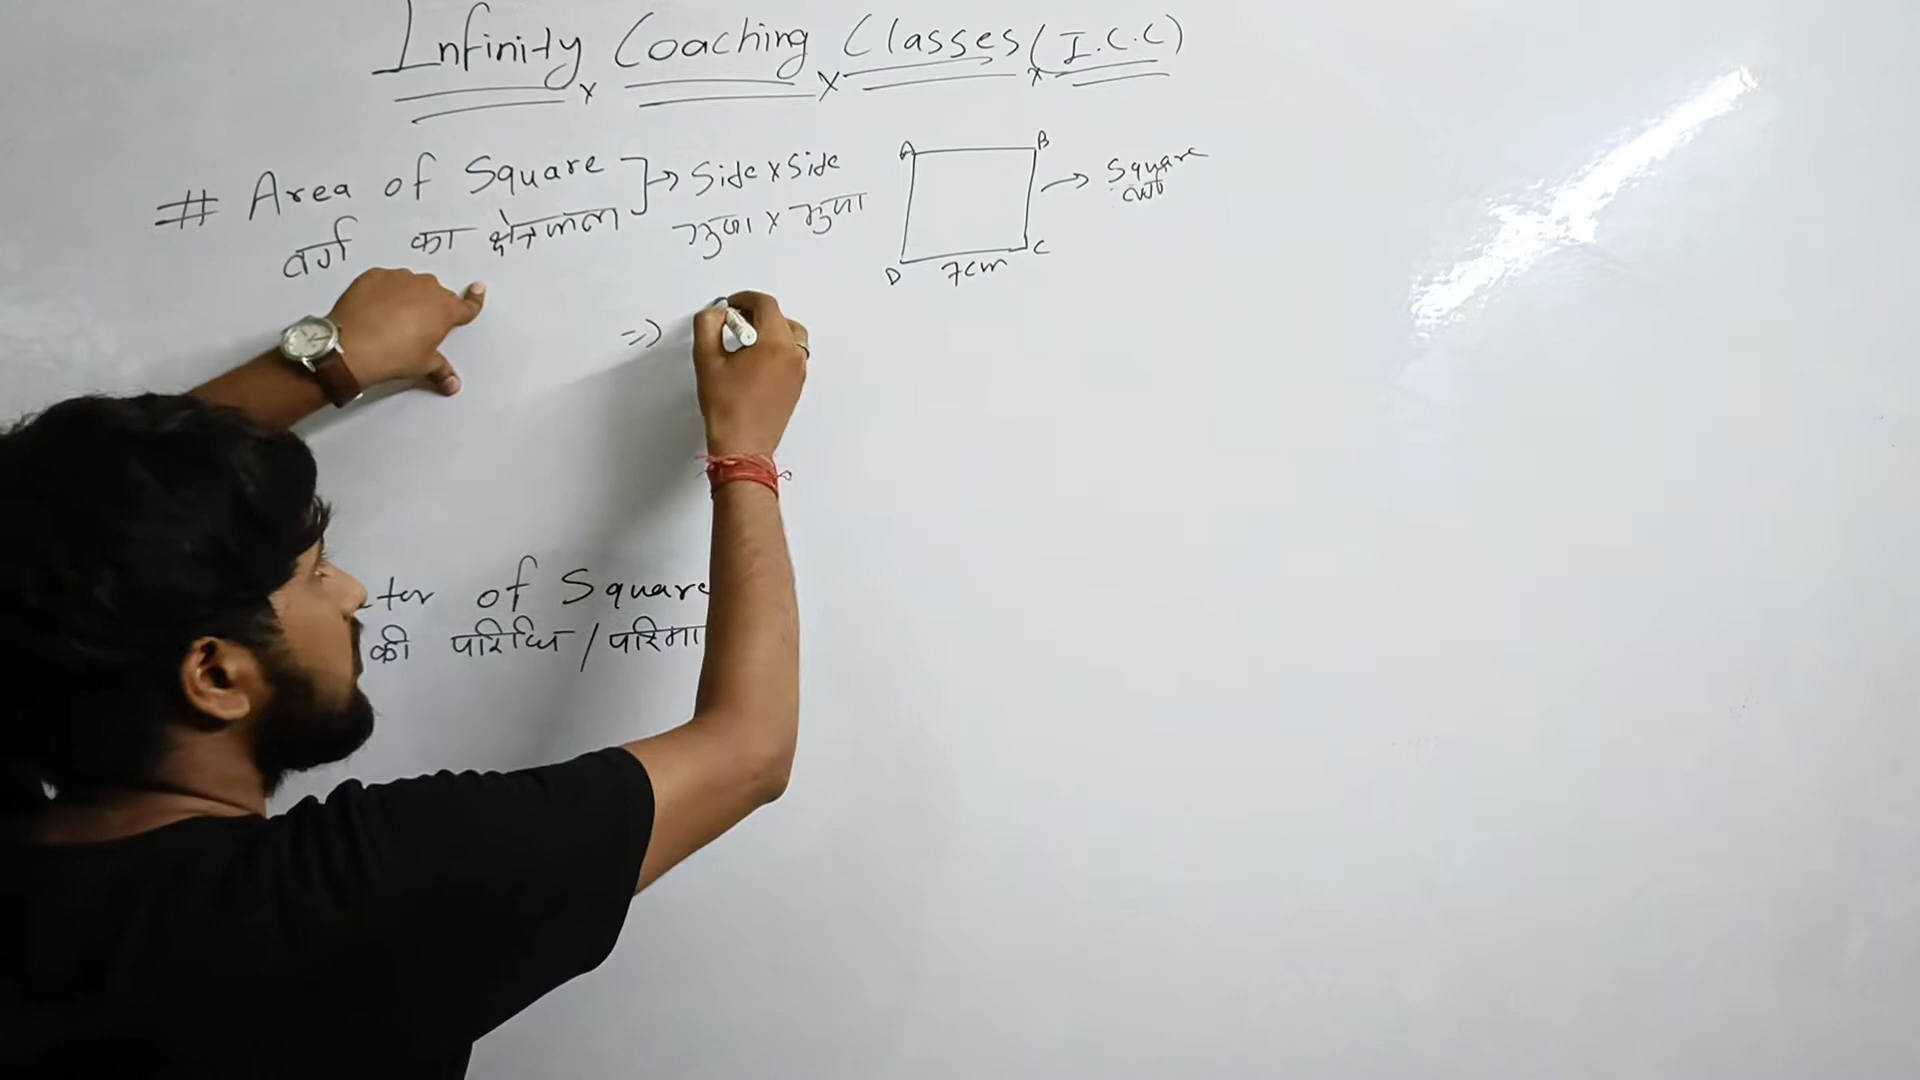 Infinity Coaching Classes (I.C.C)
# Area of Square → Side x Side
वर्ग का क्षेत्रफल भुजा x भुजा
A B
D C
7cm
→ Square
वर्ग
=>
of Square
की परिधि / परिमा